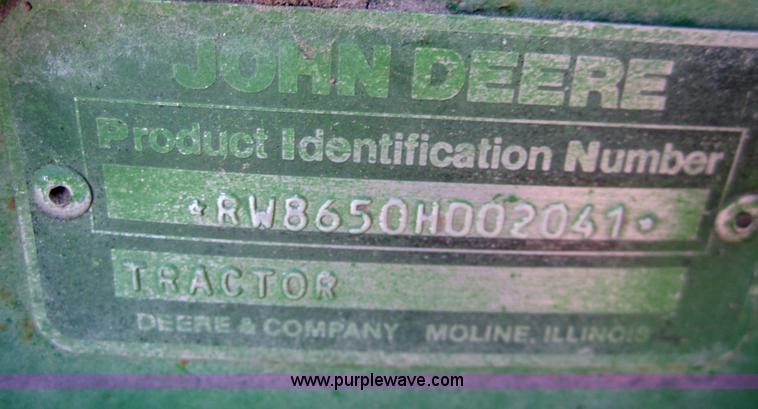 JOHN DEERE
Product Identification Number
*RW8650H002041*
TRACTOR
DEERE & COMPANY MOLINE, ILLINOIS
www.purplewave.com